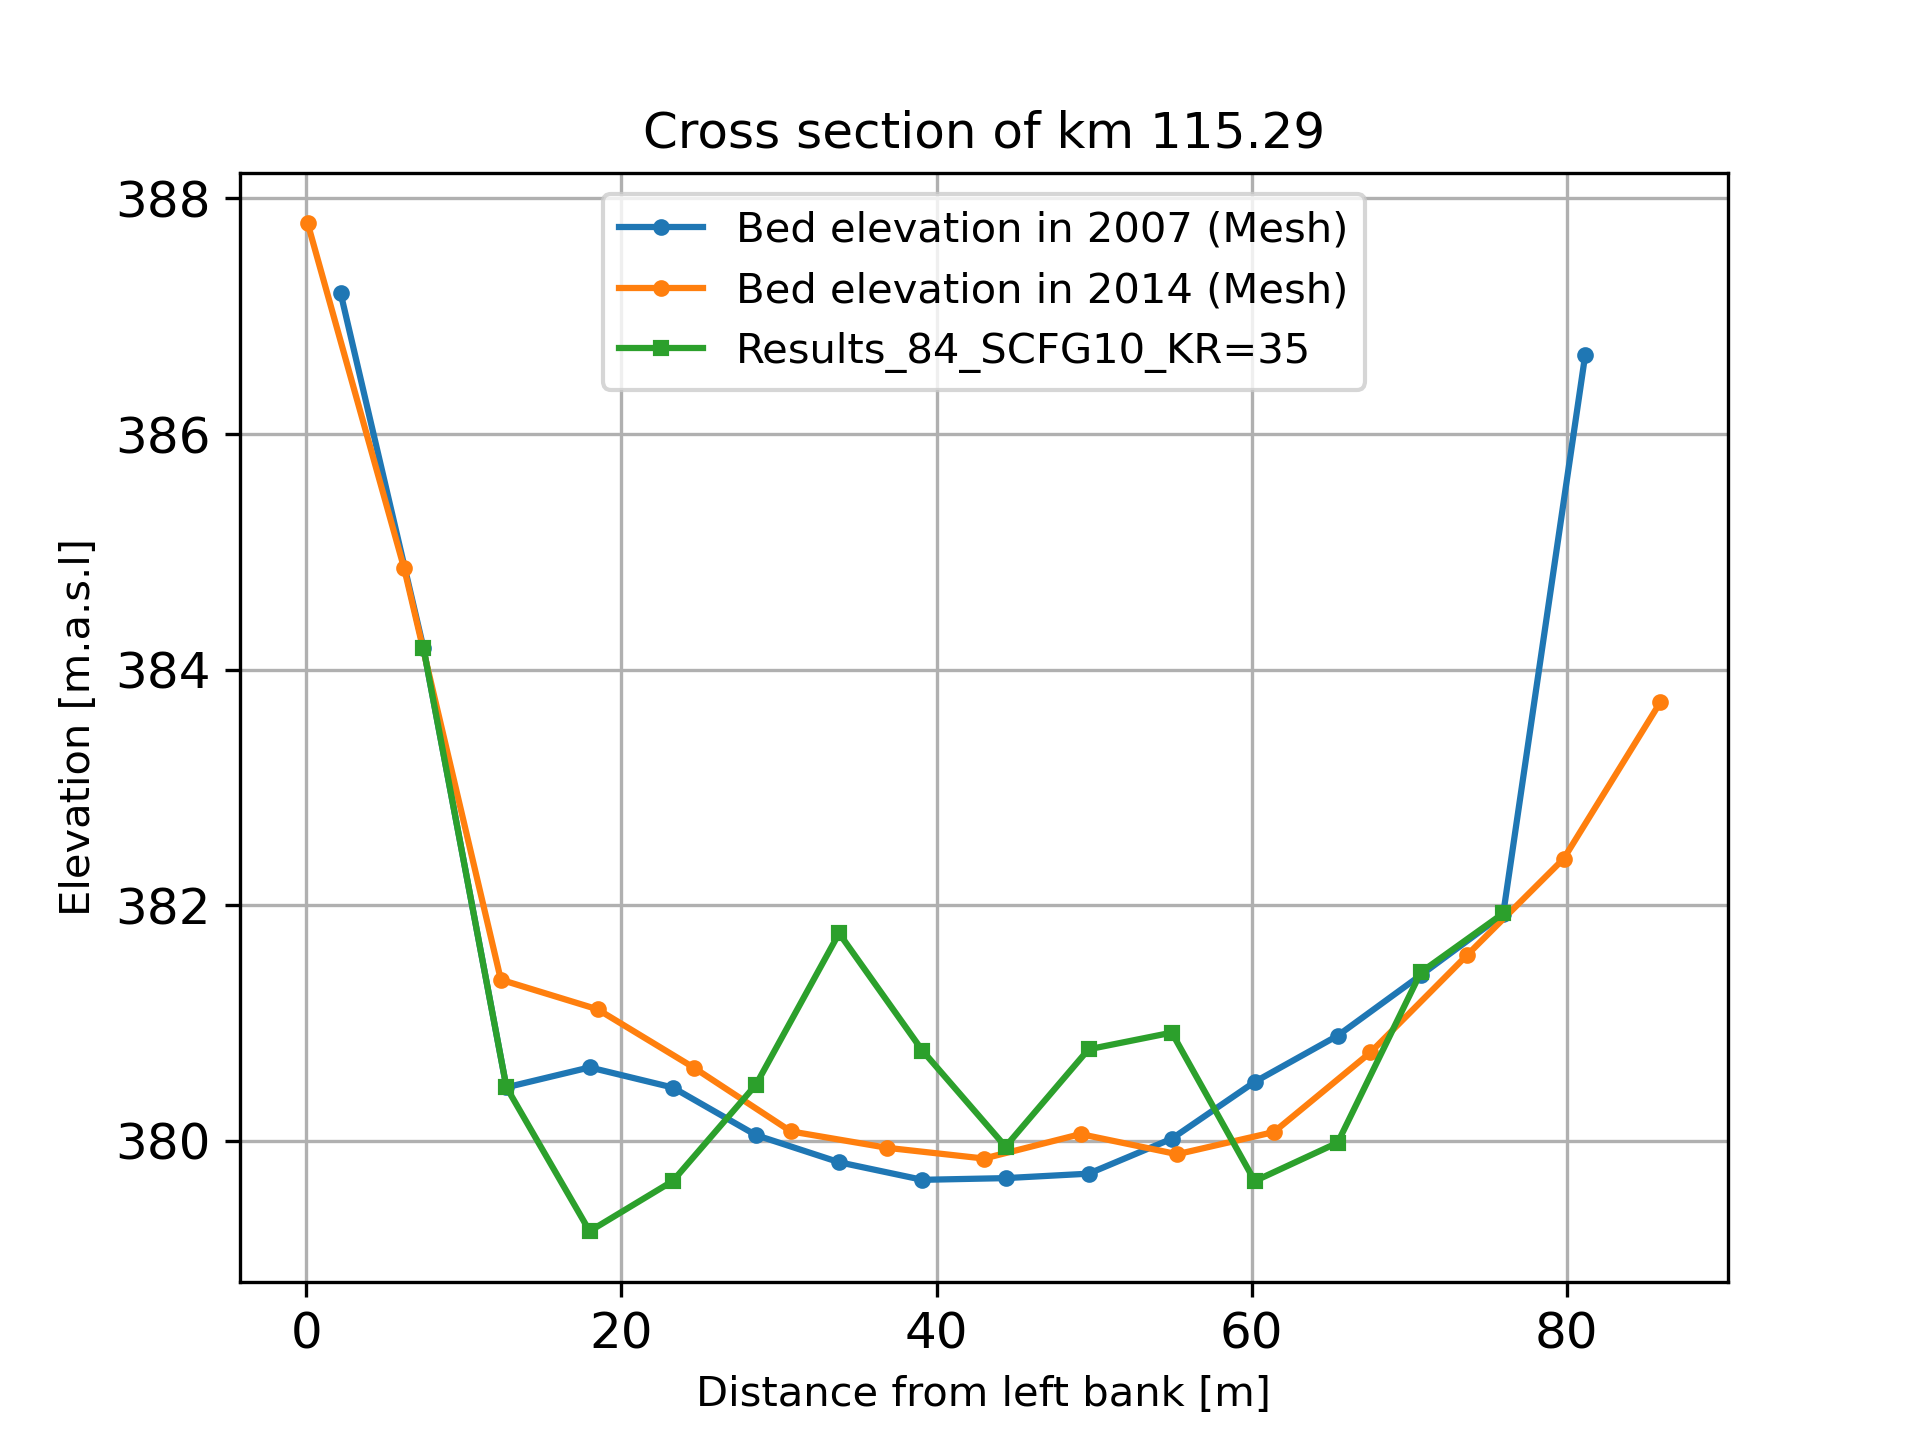 Cross section of km 115.29
Bed elevation in 2007 (Mesh)
Bed elevation in 2014 (Mesh)
Results_84_SCFG10_KR=35
Elevation [m.a.s.l]
388
386
384
382
380
0 20 40 60 80
Distance from left bank [m]